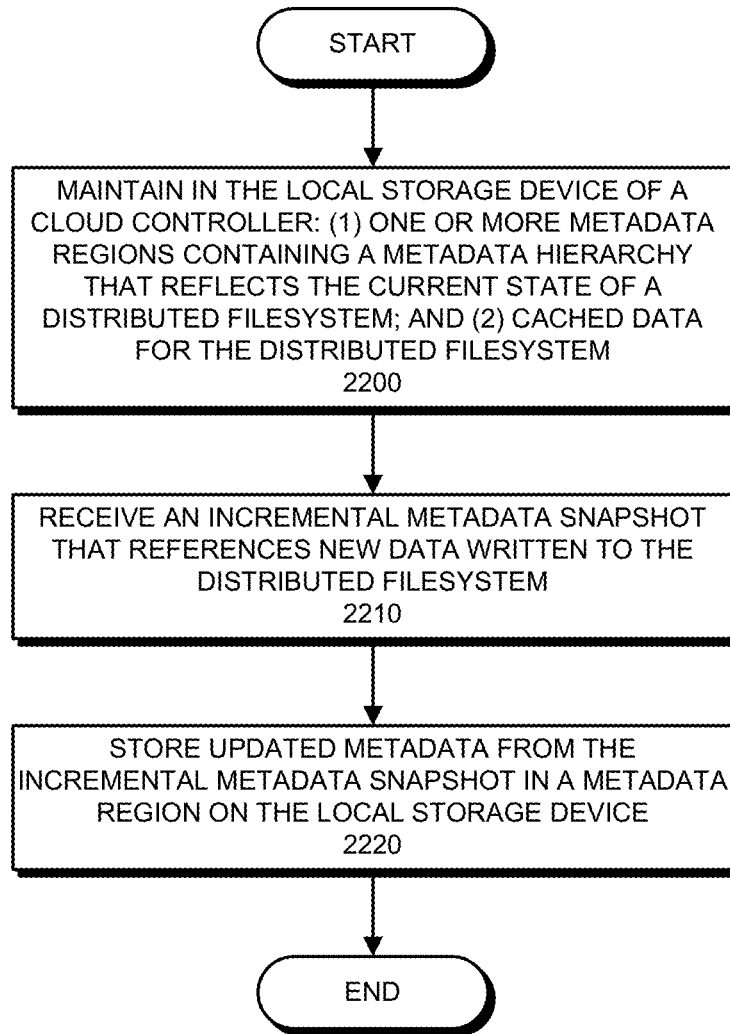 START
MAINTAIN IN THE LOCAL STORAGE DEVICE OF A
CLOUD CONTROLLER: (1) ONE OR MORE METADATA
REGIONS CONTAINING A METADATA HIERARCHY
THAT REFLECTS THE CURRENT STATE OF A
DISTRIBUTED FILESYSTEM; AND (2) CACHED DATA
FOR THE DISTRIBUTED FILESYSTEM
2200
RECEIVE AN INCREMENTAL METADATA SNAPSHOT
THAT REFERENCES NEW DATA WRITTEN TO THE
DISTRIBUTED FILESYSTEM
2210
STORE UPDATED METADATA FROM THE
INCREMENTAL METADATA SNAPSHOT IN A METADATA
REGION ON THE LOCAL STORAGE DEVICE
2220
END